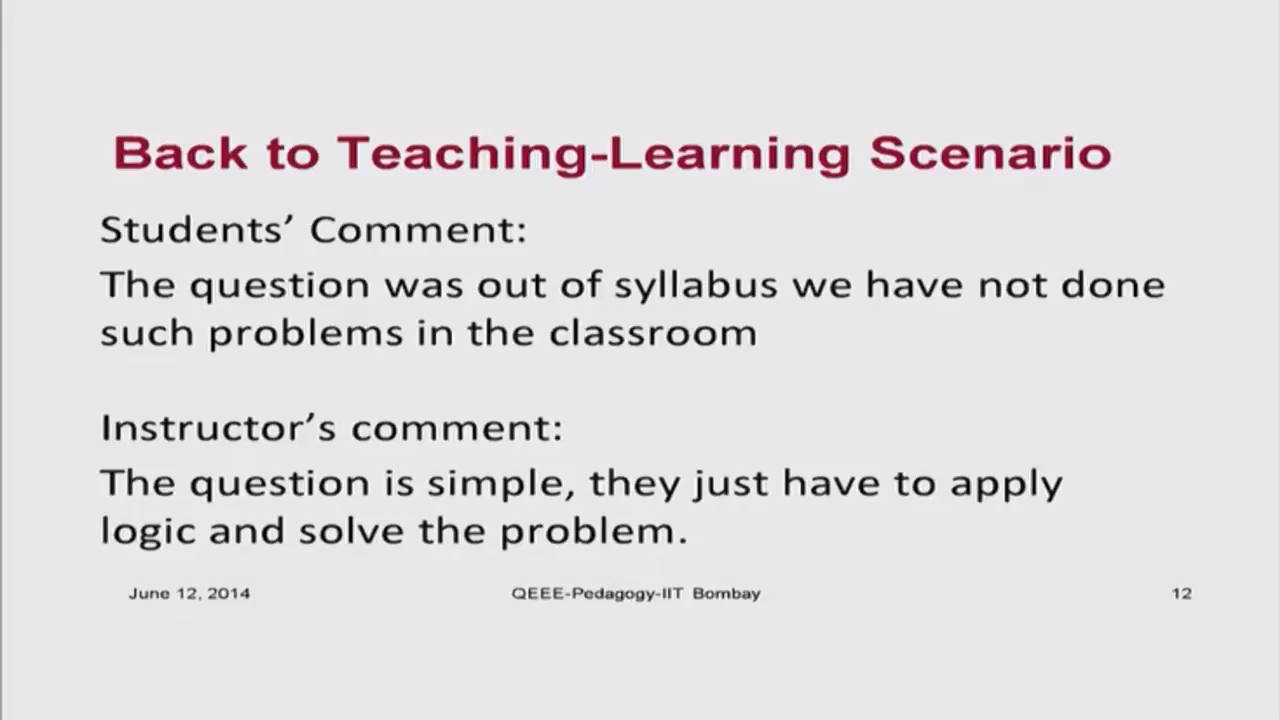 Back to Teaching-Learning Scenario
Students’ Comment:
The question was out of syllabus we have not done
such problems in the classroom
Instructor’s comment:
The question is simple, they just have to apply
logic and solve the problem.
June 12, 2014
QEEE-Pedagogy-IIT Bombay
12